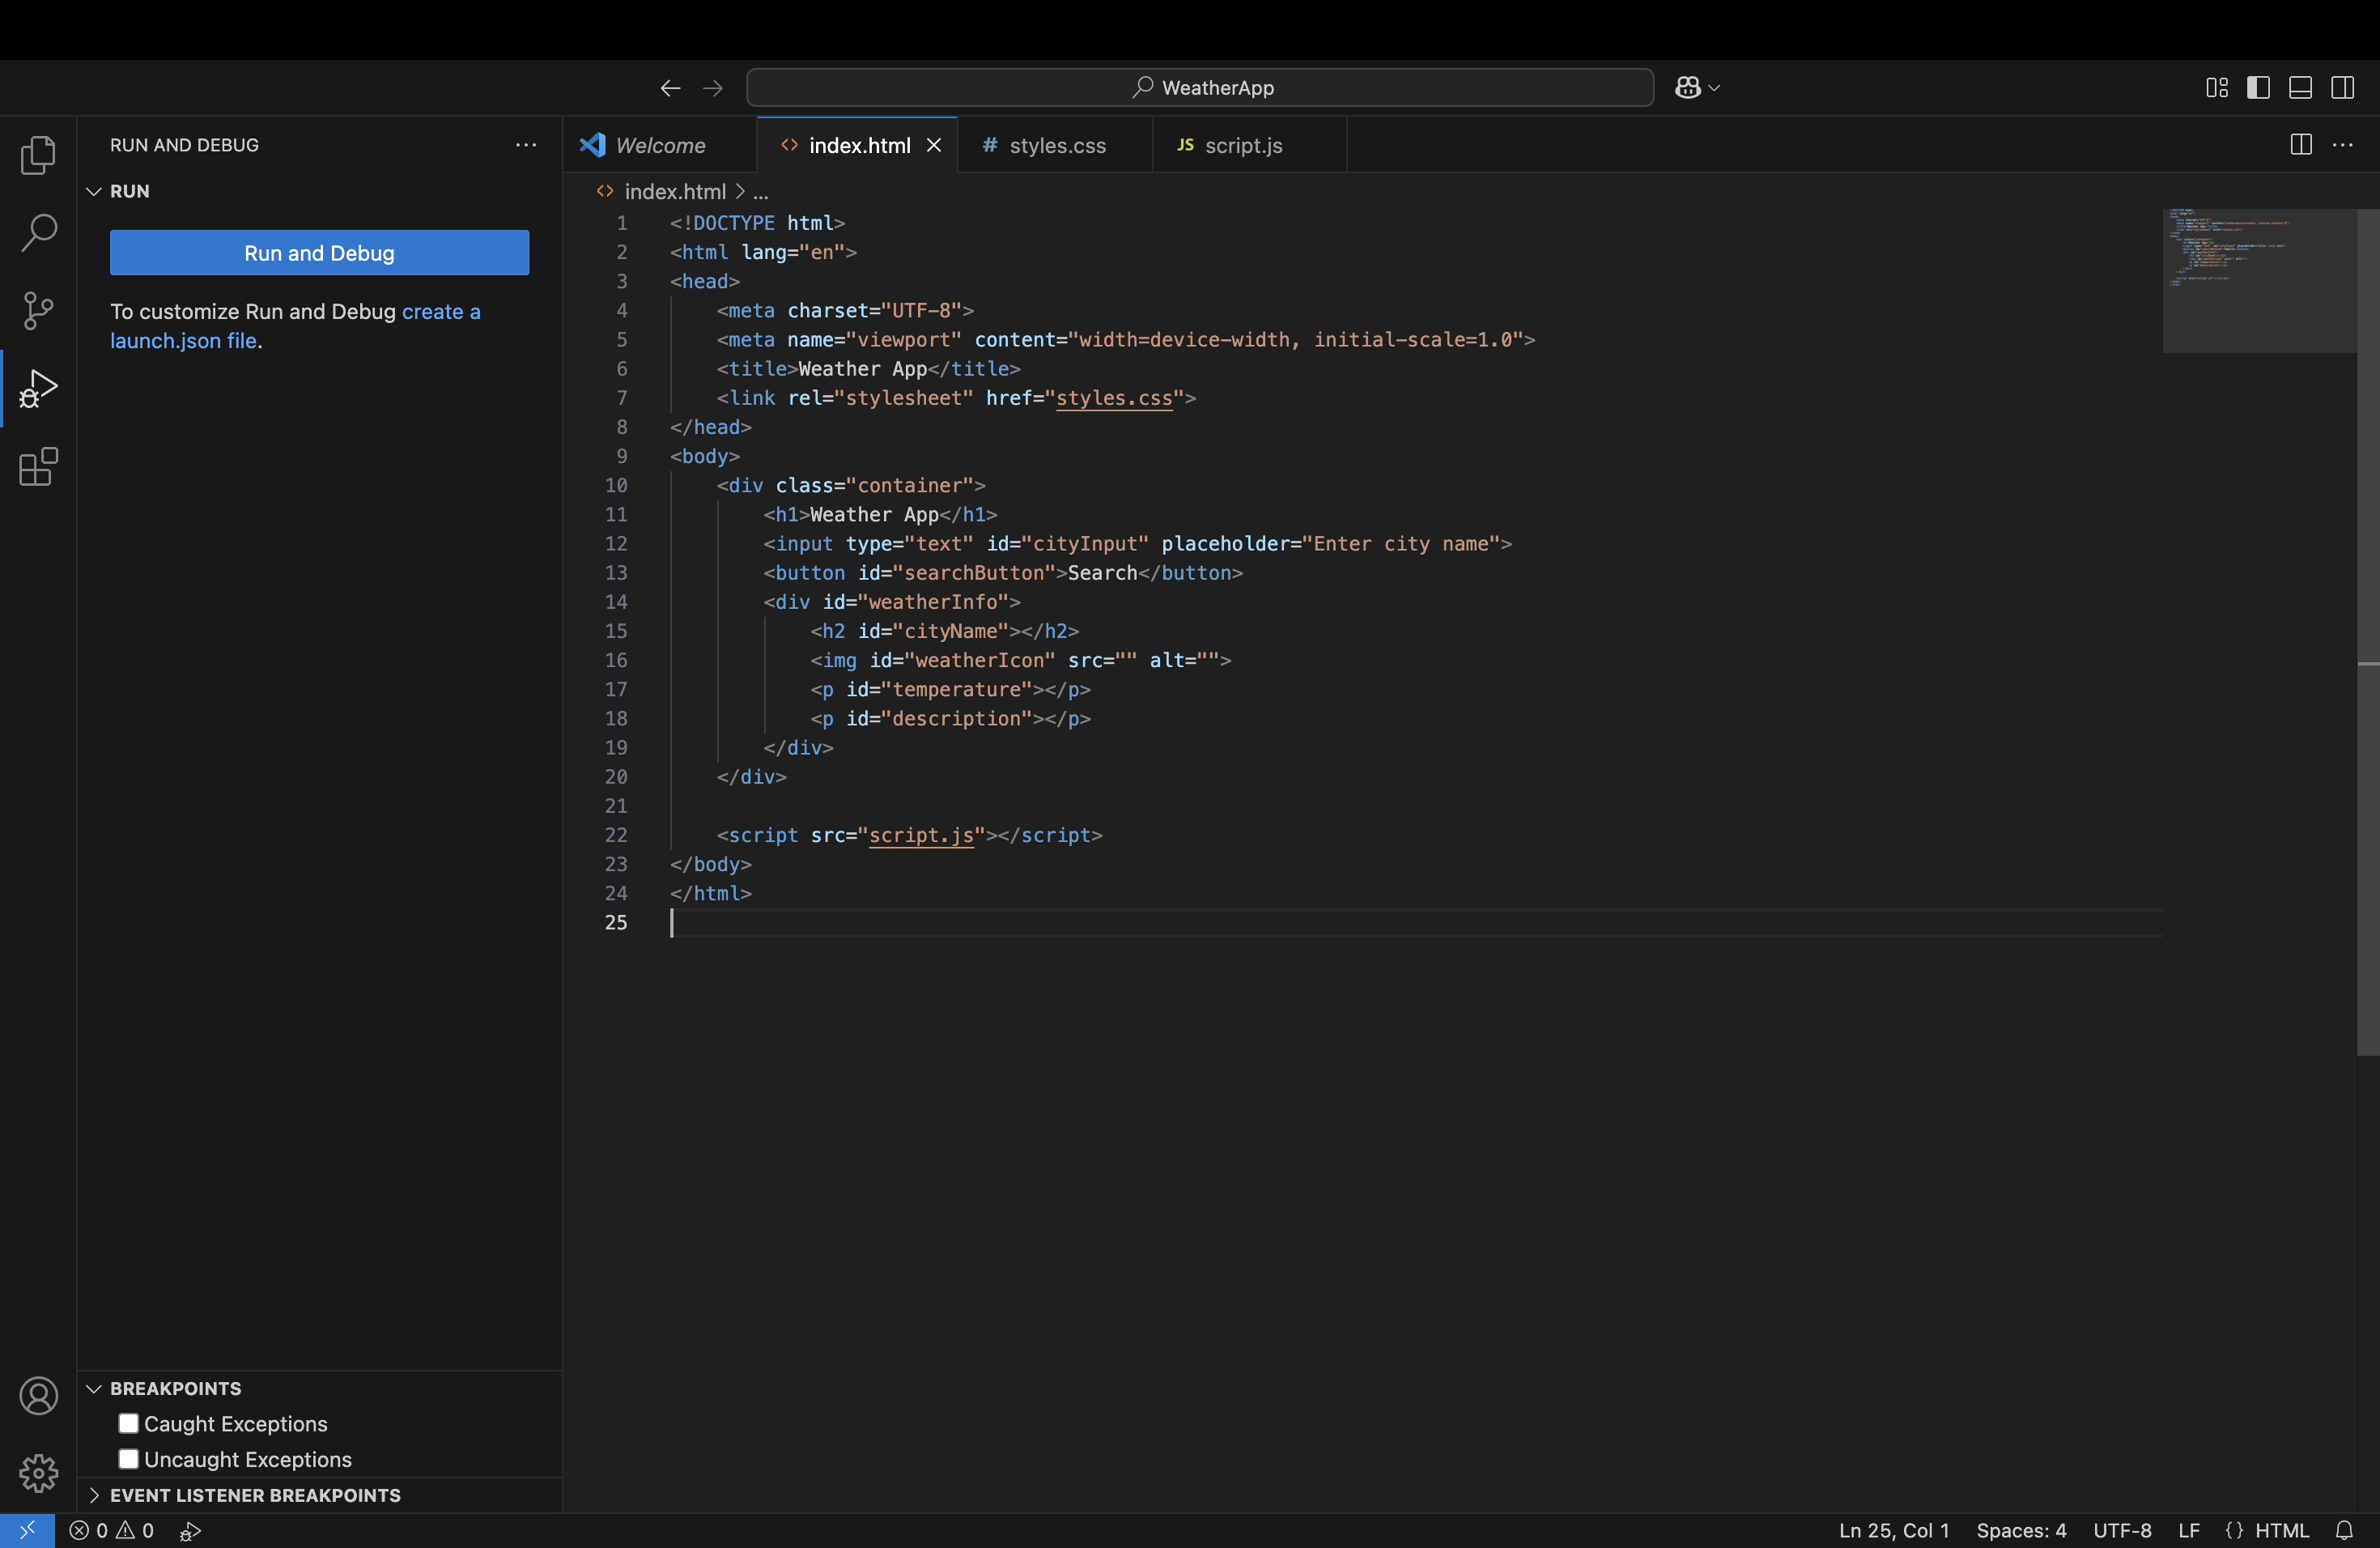 WeatherApp
RUN AND DEBUG
RUN
Run and Debug
To customize Run and Debug create a
launch.json file.
Welcome
index.html
styles.css
JS script.js
index.html > ...
1 <!DOCTYPE html>
2 <html lang="en">
3 <head>
4     <meta charset="UTF-8">
5     <meta name="viewport" content="width=device-width, initial-scale=1.0">
6     <title>Weather App</title>
7     <link rel="stylesheet" href="styles.css">
8 </head>
9 <body>
10     <div class="container">
11         <h1>Weather App</h1>
12         <input type="text" id="cityInput" placeholder="Enter city name">
13         <button id="searchButton">Search</button>
14         <div id="weatherInfo">
15             <h2 id="cityName"></h2>
16             <img id="weatherIcon" src="" alt="">
17             <p id="temperature"></p>
18             <p id="description"></p>
19         </div>
20     </div>
21
22     <script src="script.js"></script>
23 </body>
24 </html>
25
BREAKPOINTS
Caught Exceptions
Uncaught Exceptions
EVENT LISTENER BREAKPOINTS
0 0 Ln 25, Col 1 Spaces: 4 UTF-8 LF {} HTML